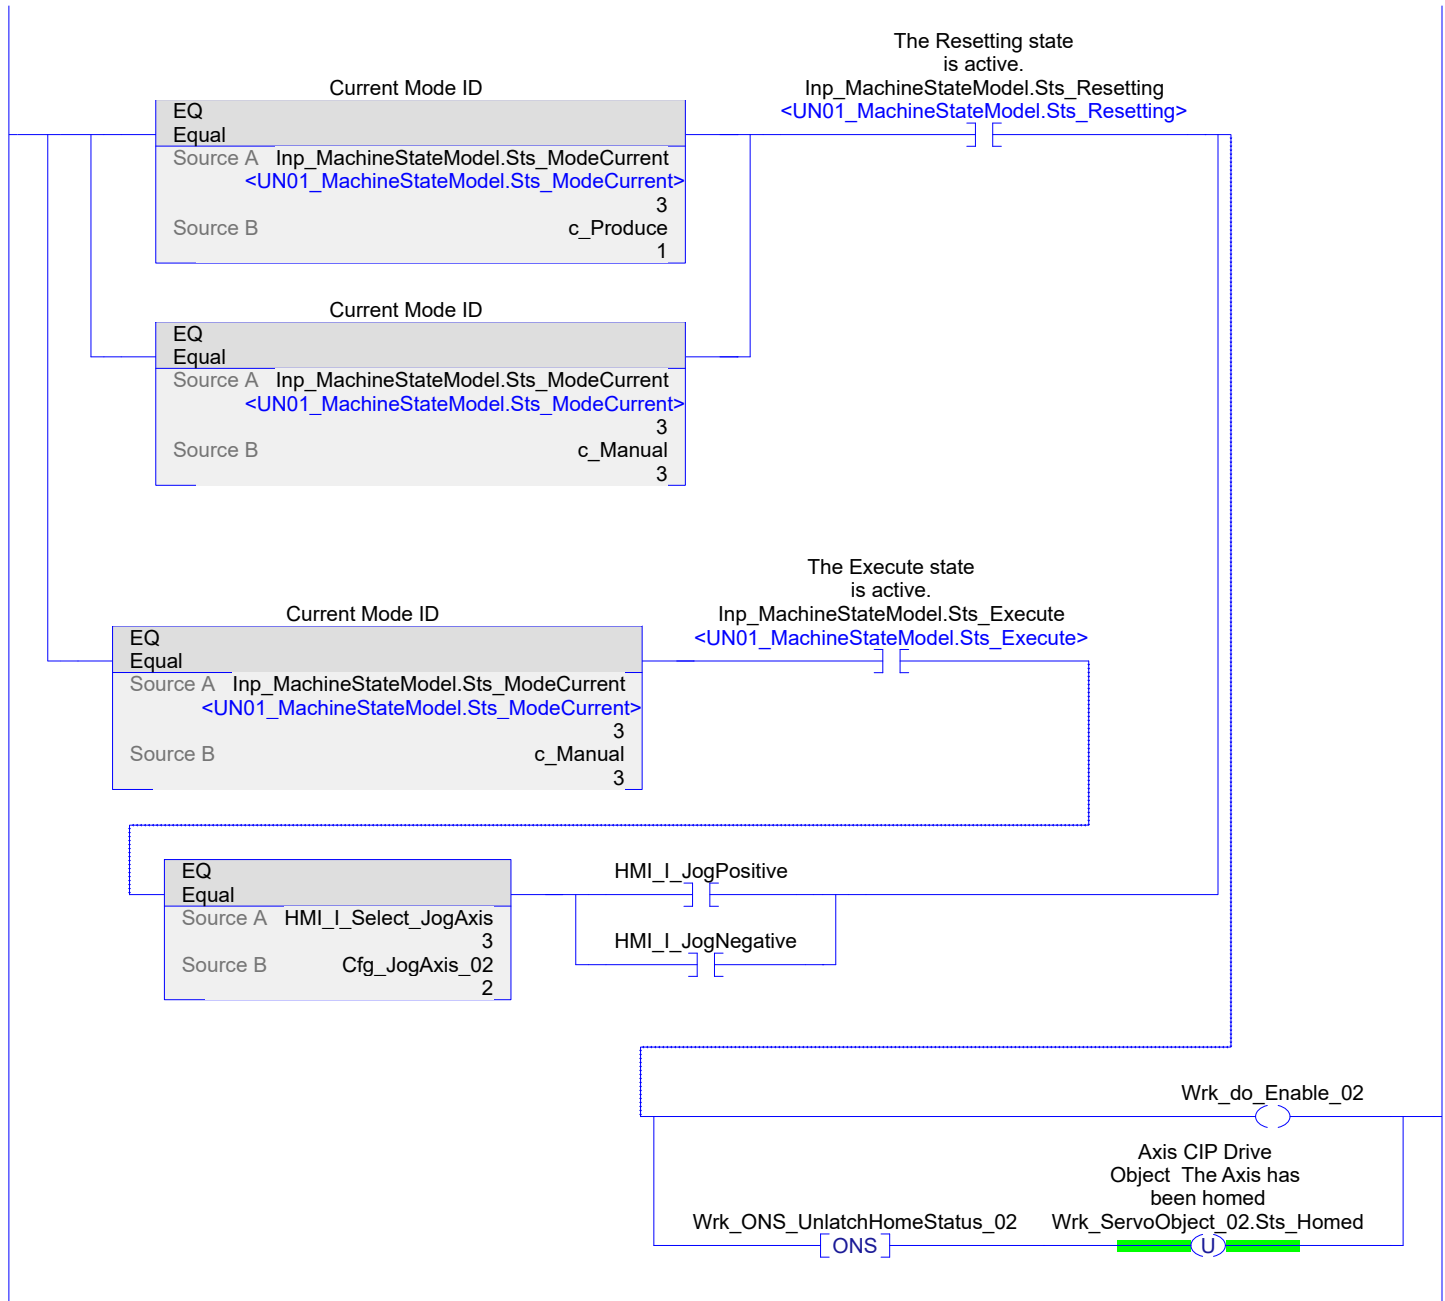 The Resetting state
is active.
Inp_MachineStateModel.Sts_Resetting
<UN01_MachineStateModel.Sts_Resetting>
Current Mode ID
EQ
Equal
Source A Inp_MachineStateModel.Sts_ModeCurrent
<UN01_MachineStateModel.Sts_ModeCurrent>
3
Source B c_Produce
1
Current Mode ID
EQ
Equal
Source A Inp_MachineStateModel.Sts_ModeCurrent
<UN01_MachineStateModel.Sts_ModeCurrent>
3
Source B c_Manual
3
The Execute state
is active.
Inp_MachineStateModel.Sts_Execute
<UN01_MachineStateModel.Sts_Execute>
Current Mode ID
EQ
Equal
Source A Inp_MachineStateModel.Sts_ModeCurrent
<UN01_MachineStateModel.Sts_ModeCurrent>
3
Source B c_Manual
3
EQ
Equal
Source A HMI_I_Select_JogAxis
3
Source B Cfg_JogAxis_02
2
HMI_I_JogPositive
HMI_I_JogNegative
Wrk_do_Enable_02
Axis CIP Drive
Object The Axis has
been homed
Wrk_ONS_UnlatchHomeStatus_02 Wrk_ServoObject_02.Sts_Homed
ONS U